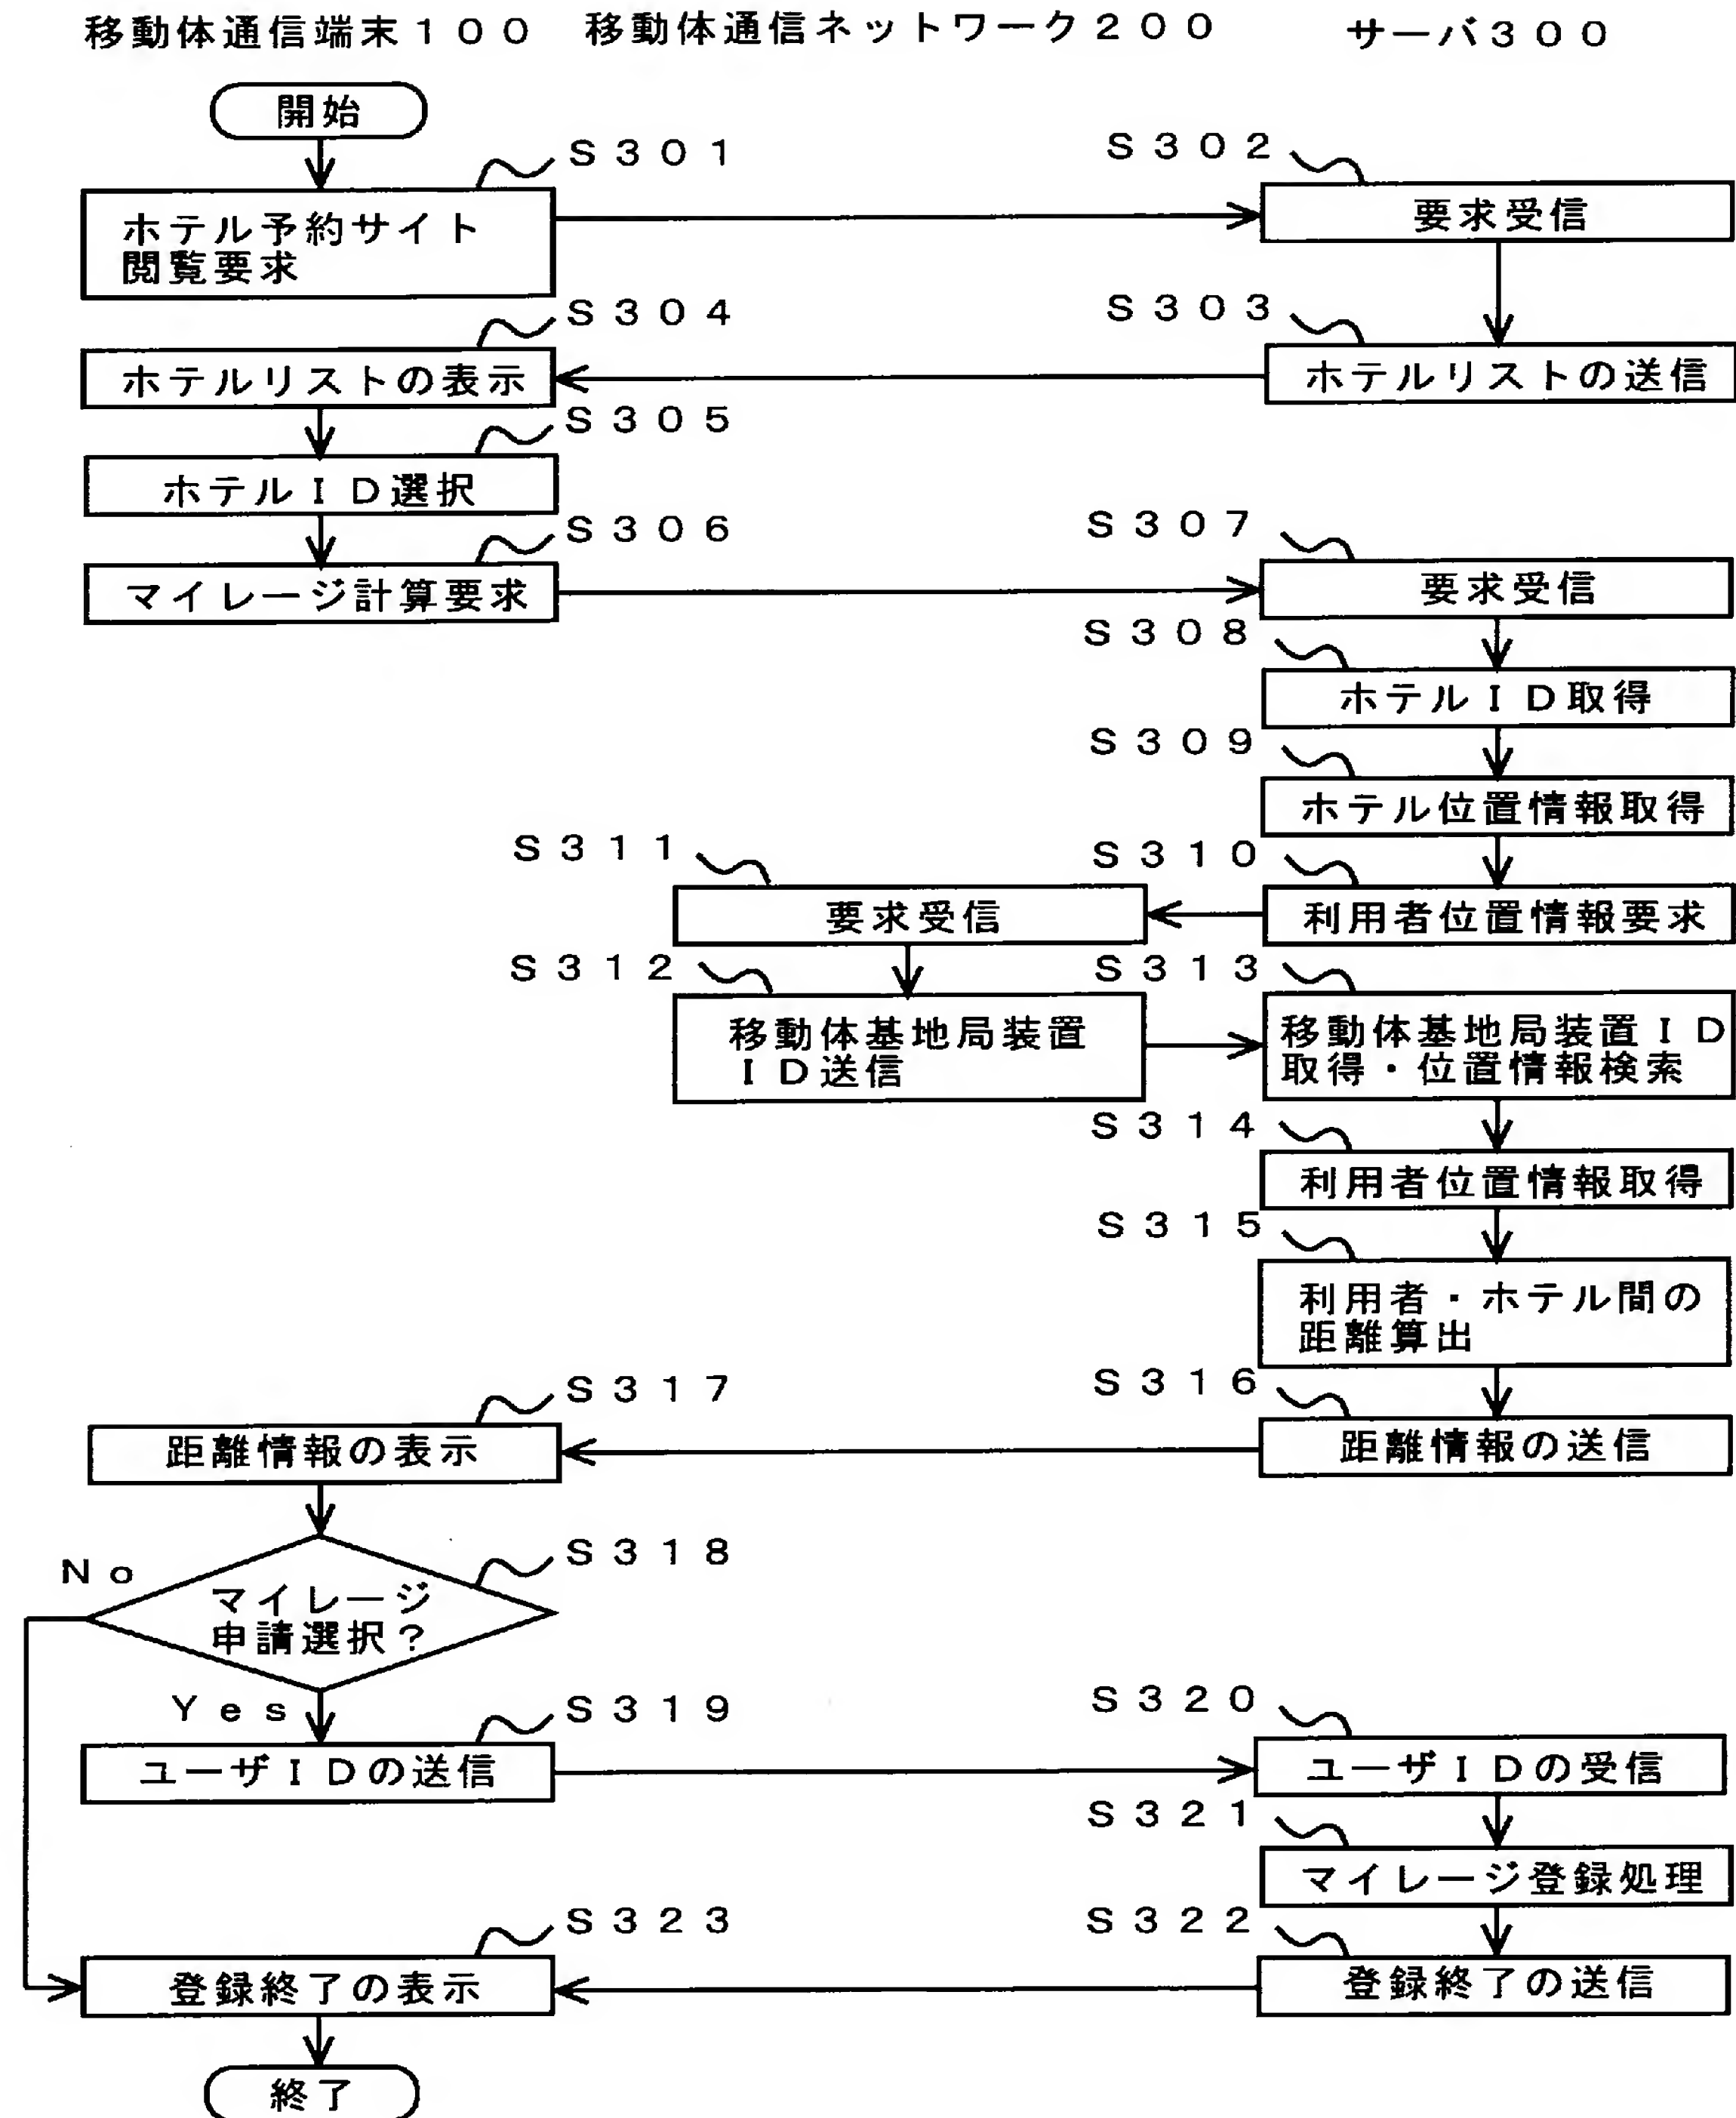 移動体通信端末１００　移動体通信ネットワーク２００　サーバ３００
開始
Ｓ３０１
ホテル予約サイト
閲覧要求
Ｓ３０２
要求受信
Ｓ３０３
ホテルリストの送信
Ｓ３０４
ホテルリストの表示
Ｓ３０５
ホテルＩＤ選択
Ｓ３０６
マイレージ計算要求
Ｓ３０７
要求受信
Ｓ３０８
ホテルＩＤ取得
Ｓ３０９
ホテル位置情報取得
Ｓ３１０
利用者位置情報要求
Ｓ３１１
要求受信
Ｓ３１２
移動体基地局装置
ＩＤ送信
Ｓ３１３
移動体基地局装置ＩＤ
取得・位置情報検索
Ｓ３１４
利用者位置情報取得
Ｓ３１５
利用者・ホテル間の
距離算出
Ｓ３１６
距離情報の送信
Ｓ３１７
距離情報の表示
Ｓ３１８
マイレージ
申請選択？
Ｎｏ
Ｙｅｓ
Ｓ３１９
ユーザＩＤの送信
Ｓ３２０
ユーザＩＤの受信
Ｓ３２１
マイレージ登録処理
Ｓ３２２
登録終了の送信
Ｓ３２３
登録終了の表示
終了